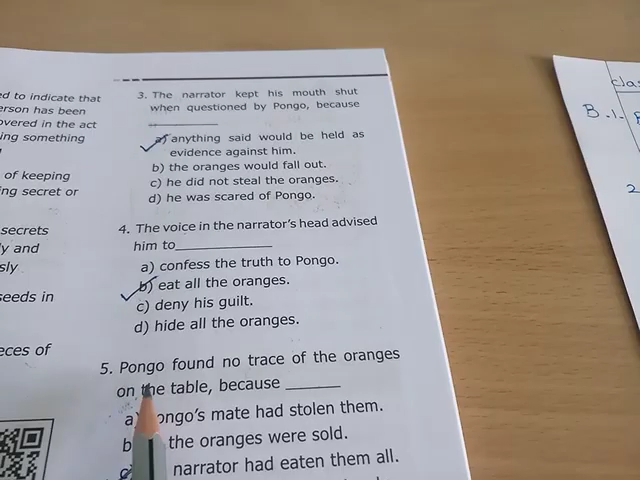 ed to indicate that
erson has been
overed in the act
ing something
of keeping
ng secret or
secrets
y and
sly
seeds in
eces of
3. The narrator kept his mouth shut
when questioned by Pongo, because
a) anything said would be held as
evidence against him.
b) the oranges would fall out.
c) he did not steal the oranges.
d) he was scared of Pongo.
4. The voice in the narrator's head advised
him to____________
a) confess the truth to Pongo.
b) eat all the oranges.
c) deny his guilt.
d) hide all the oranges.
5. Pongo found no trace of the oranges
on the table, because _______
a) Pongo's mate had stolen them.
b the oranges were sold.
c narrator had eaten them all.
clas
B.1.
2